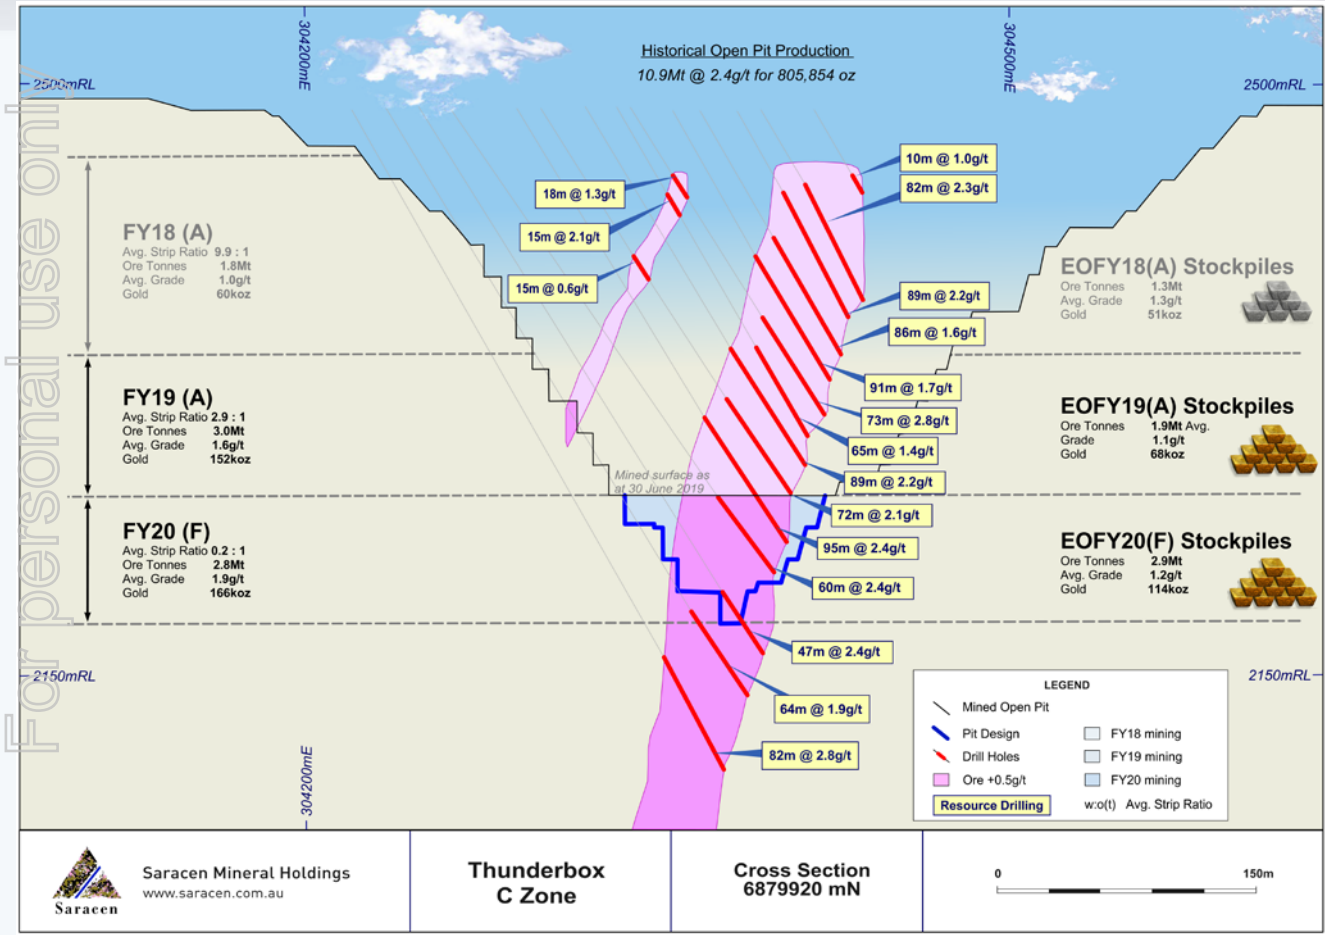 For personal use only
304200mE
304500mE
Historical Open Pit Production
10.9Mt @ 2.4g/t for 805,854 oz
2500mRL
2500mRL
10m @ 1.0g/t
18m @ 1.3g/t
82m @ 2.3g/t
15m @ 2.1g/t
FY18 (A)
Avg. Strip Ratio 9.9 : 1
Ore Tonnes 1.8Mt
Avg. Grade 1.0g/t
Gold 60koz
EOFY18(A) Stockpiles
Ore Tonnes 1.3Mt
Avg. Grade 1.3g/t
Gold 51koz
15m @ 0.6g/t
89m @ 2.2g/t
86m @ 1.6g/t
91m @ 1.7g/t
FY19 (A)
Avg. Strip Ratio 2.9 : 1
Ore Tonnes 3.0Mt
Avg. Grade 1.6g/t
Gold 152koz
73m @ 2.8g/t
65m @ 1.4g/t
EOFY19(A) Stockpiles
Ore Tonnes 1.9Mt Avg.
Grade 1.1g/t
Gold 68koz
Mined surface as
at 30 June 2019
89m @ 2.2g/t
72m @ 2.1g/t
FY20 (F)
Avg. Strip Ratio 0.2 : 1
Ore Tonnes 2.8Mt
Avg. Grade 1.9g/t
Gold 166koz
95m @ 2.4g/t
60m @ 2.4g/t
EOFY20(F) Stockpiles
Ore Tonnes 2.9Mt
Avg. Grade 1.2g/t
Gold 114koz
47m @ 2.4g/t
2150mRL
2150mRL
64m @ 1.9g/t
82m @ 2.8g/t
304200mE
LEGEND
Mined Open Pit
Pit Design
FY18 mining
Drill Holes
FY19 mining
Ore +0.5g/t
FY20 mining
Resource Drilling
w:o(t) Avg. Strip Ratio
Saracen
Saracen Mineral Holdings
www.saracen.com.au
Thunderbox
C Zone
Cross Section
6879920 mN
0 150m